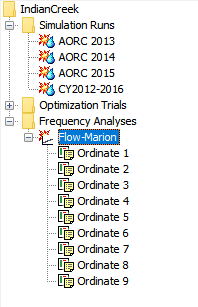 IndianCreek
Simulation Runs
AORC 2013
AORC 2014
AORC 2015
CY2012-2016
Optimization Trials
Frequency Analyses
Flow-Marion
Ordinate 1
Ordinate 2
Ordinate 3
Ordinate 4
Ordinate 5
Ordinate 6
Ordinate 7
Ordinate 8
Ordinate 9